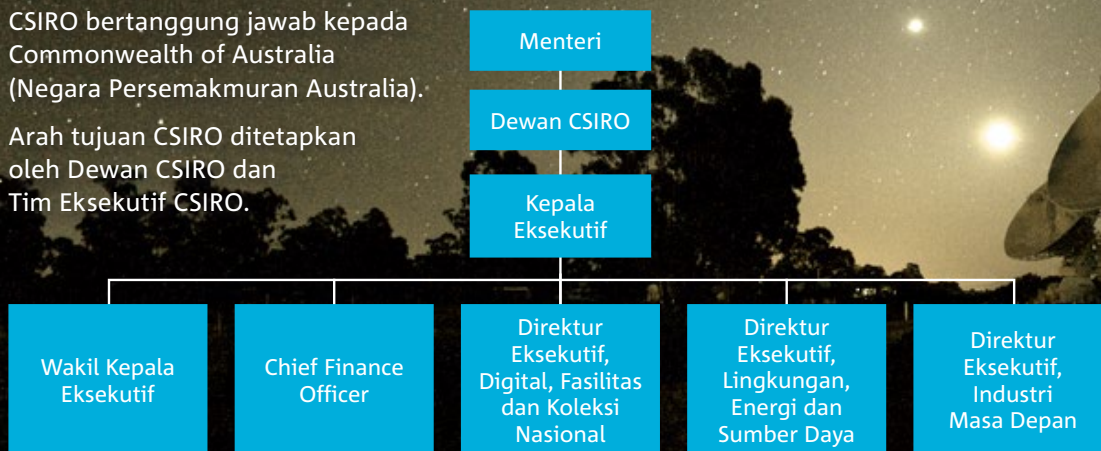 CSIRO bertanggung jawab kepada
Commonwealth of Australia
(Negara Persemakmuran Australia).
Arah tujuan CSIRO ditetapkan
oleh Dewan CSIRO dan
Tim Eksekutif CSIRO.
Menteri
Dewan CSIRO
Kepala
Eksekutif
Wakil Kepala
Eksekutif
Chief Finance
Officer
Direktur
Eksekutif,
Digital, Fasilitas
dan Koleksi
Nasional
Direktur
Eksekutif,
Lingkungan,
Energi dan
Sumber Daya
Direktur
Eksekutif,
Industri
Masa Depan